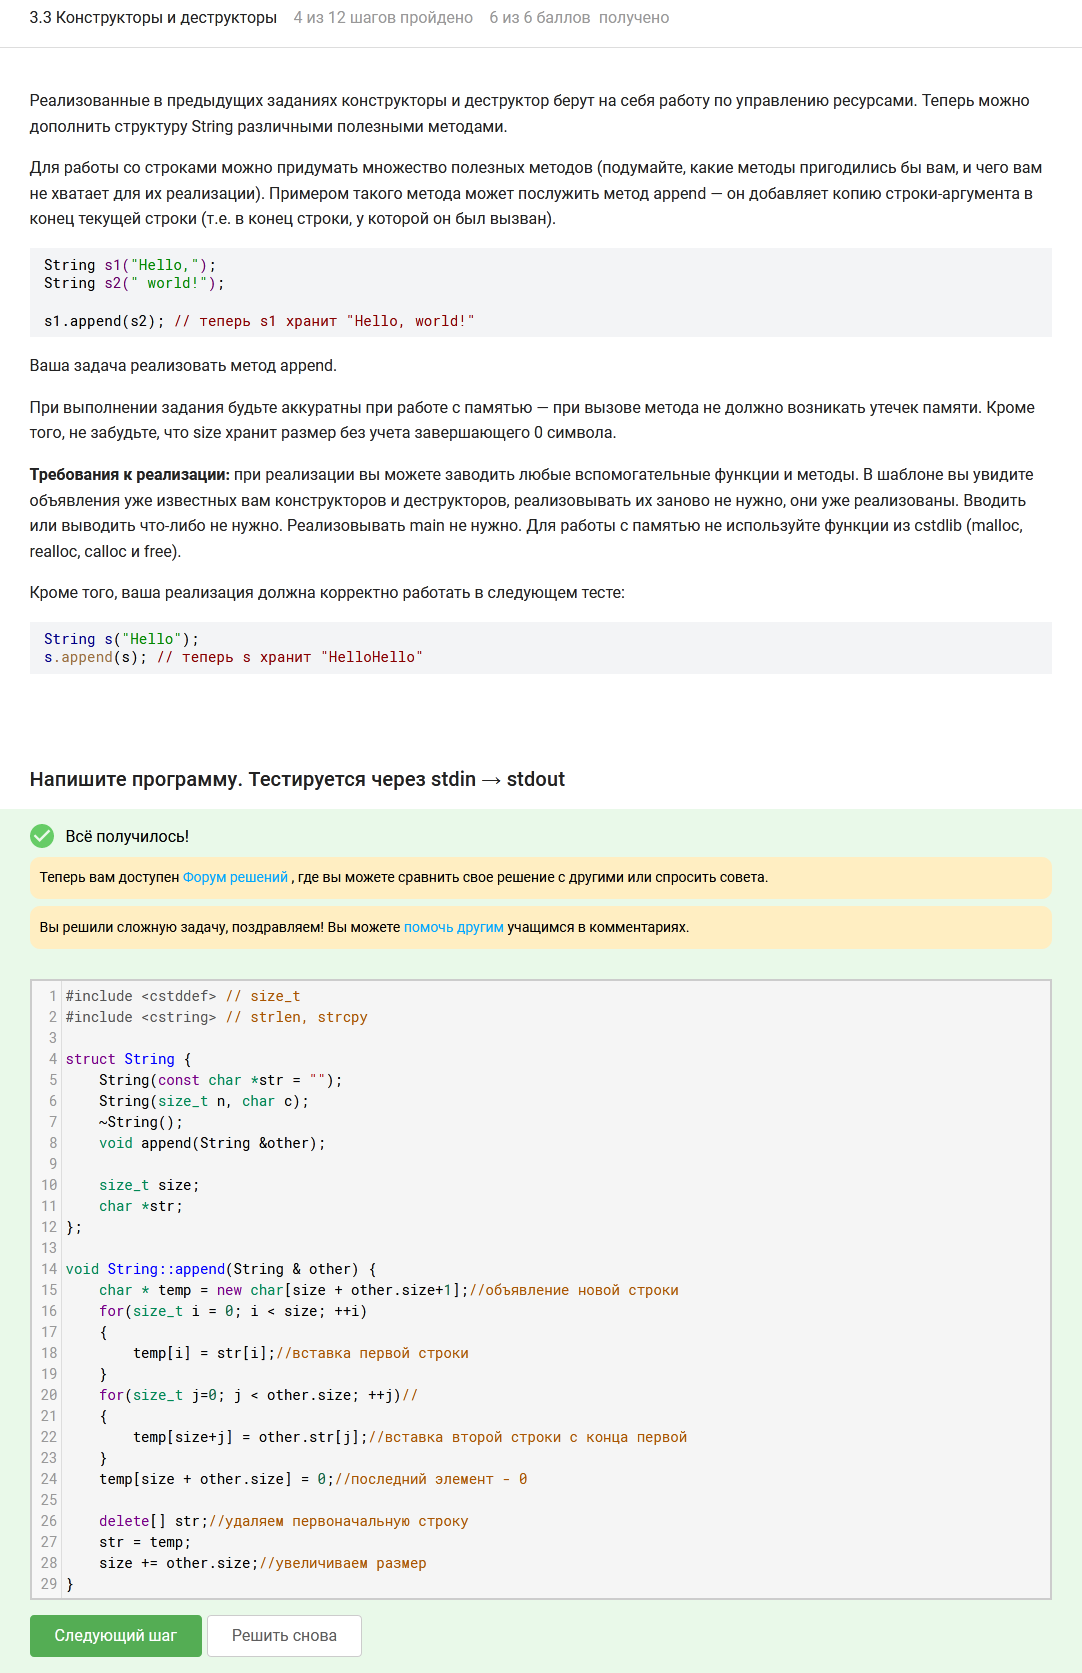 3.3 Конструкторы и деструкторы 4 из 12 шагов пройдено 6 из 6 баллов получено
Реализованные в предыдущих заданиях конструкторы и деструктор берут на себя работу по управлению ресурсами. Теперь можно
дополнить структуру String различными полезными методами.
Для работы со строками можно придумать множество полезных методов (подумайте, какие методы пригодились бы вам, и чего вам
не хватает для их реализации). Примером такого метода может послужить метод append — он добавляет копию строки-аргумента в
конец текущей строки (т.е. в конец строки, у которой он был вызван).
String s1("Hello,");
String s2(" world!");
s1.append(s2); // теперь s1 хранит "Hello, world!"
Ваша задача реализовать метод append.
При выполнении задания будьте аккуратны при работе с памятью — при вызове метода не должно возникать утечек памяти. Кроме
того, не забудьте, что size хранит размер без учета завершающего 0 символа.
Требования к реализации: при реализации вы можете заводить любые вспомогательные функции и методы. В шаблоне вы увидите
объявления уже известных вам конструкторов и деструкторов, реализовывать их заново не нужно, они уже реализованы. Вводить
или выводить что-либо не нужно. Реализовывать main не нужно. Для работы с памятью не используйте функции из cstdlib (malloc,
realloc, calloc и free).
Кроме того, ваша реализация должна корректно работать в следующем тесте:
String s("Hello");
s.append(s); // теперь s хранит "HelloHello"
Напишите программу. Тестируется через stdin → stdout
Всё получилось!
Теперь вам доступен Форум решений , где вы можете сравнить свое решение с другими или спросить совета.
Вы решили сложную задачу, поздравляем! Вы можете помочь другим учащимся в комментариях.
1 #include <cstddef> // size_t
2 #include <cstring> // strlen, strcpy
3
4 struct String {
5     String(const char *str = "");
6     String(size_t n, char c);
7     ~String();
8     void append(String &other);
9
10     size_t size;
11     char *str;
12 };
13
14 void String::append(String & other) {
15     char * temp = new char[size + other.size+1];//объявление новой строки
16     for(size_t i = 0; i < size; ++i)
17     {
18         temp[i] = str[i];//вставка первой строки
19     }
20     for(size_t j=0; j < other.size; ++j)//
21     {
22         temp[size+j] = other.str[j];//вставка второй строки с конца первой
23     }
24     temp[size + other.size] = 0;//последний элемент - 0
25
26     delete[] str;//удаляем первоначальную строку
27     str = temp;
28     size += other.size;//увеличиваем размер
29 }
Следующий шаг Решить снова